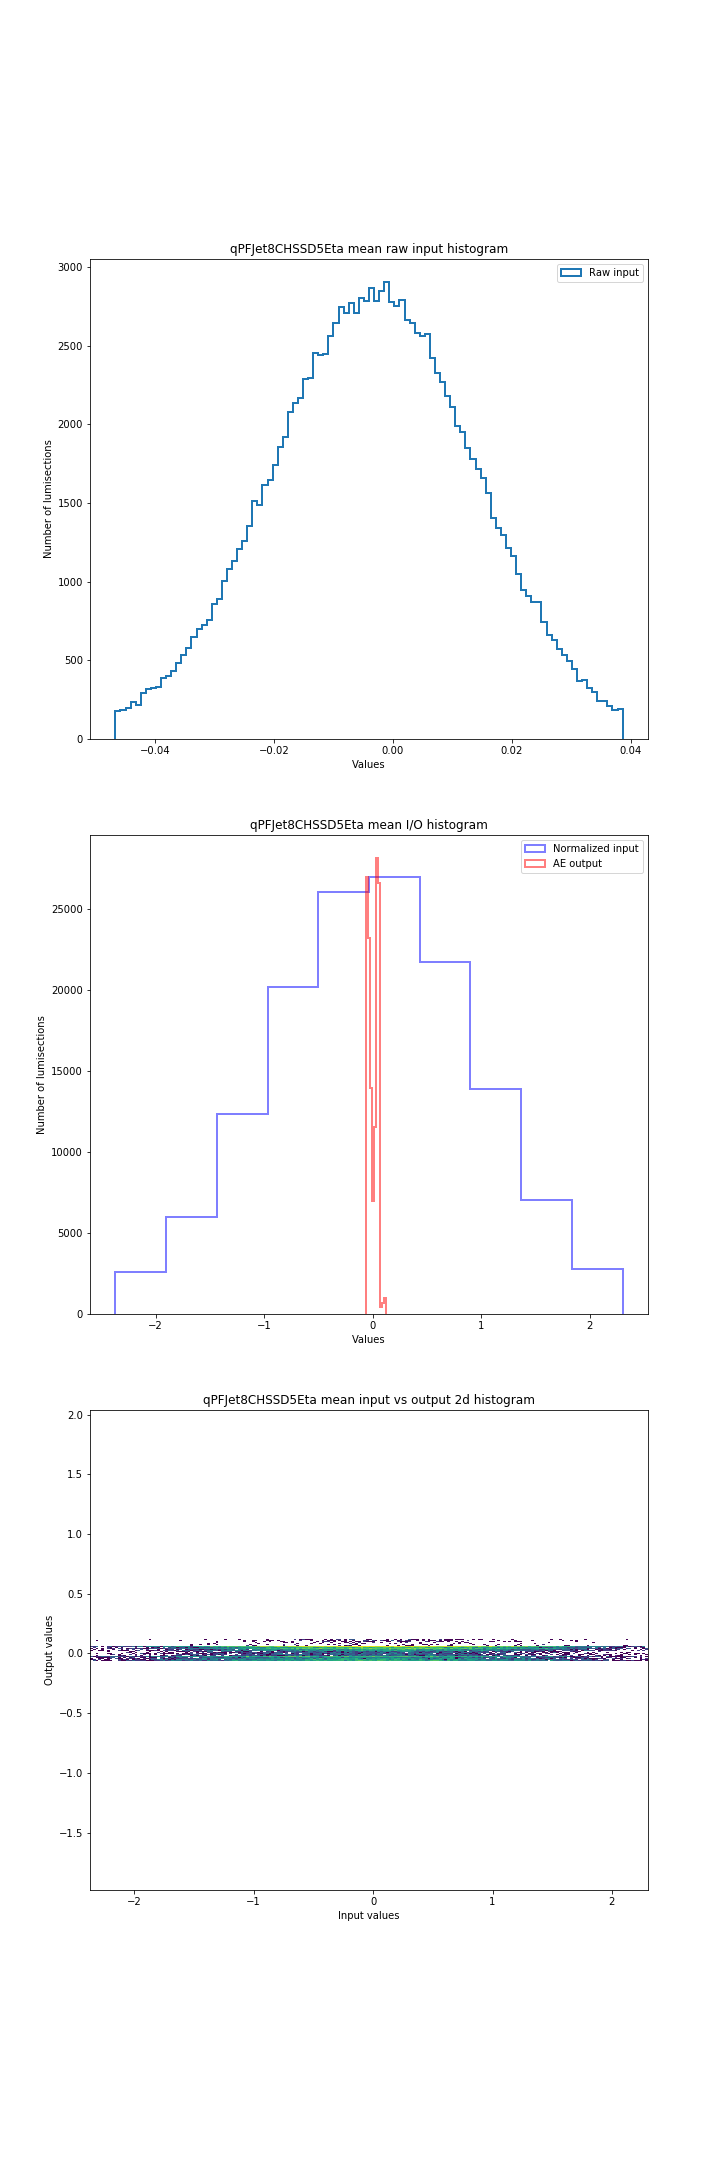 qPFJet8CHSSD5Eta mean raw input histogram
Raw input
3000
2500
2000
1500
1000
500
0
Number of lumisections
−0.04 −0.02 0.00 0.02 0.04
Values
qPFJet8CHSSD5Eta mean I/O histogram
Normalized input
AE output
25000
20000
15000
10000
5000
0
Number of lumisections
−2 −1 0 1 2
Values
qPFJet8CHSSD5Eta mean input vs output 2d histogram
2.0
1.5
1.0
0.5
0.0
−0.5
−1.0
−1.5
Output values
−2 −1 0 1 2
Input values